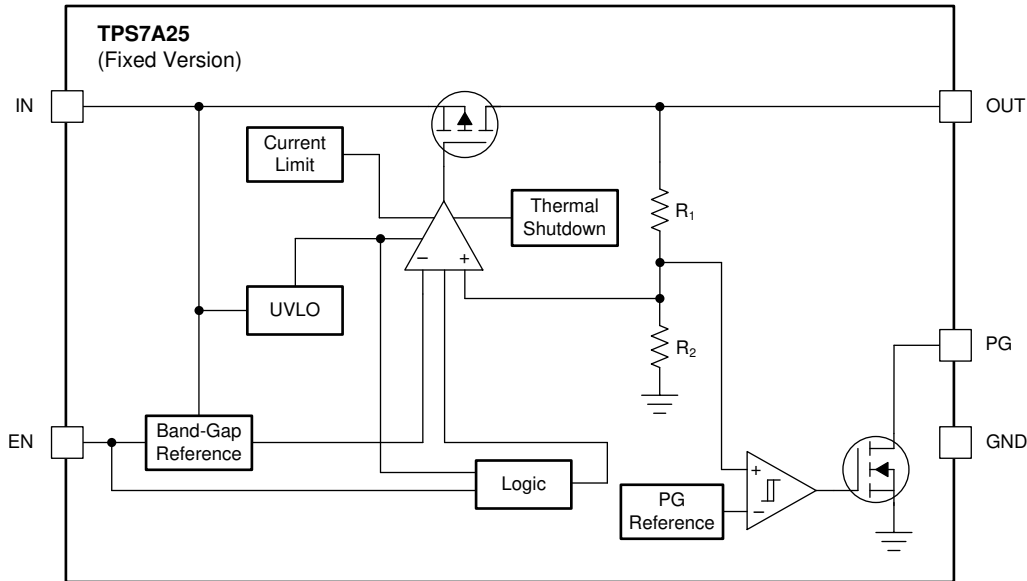 TPS7A25
(Fixed Version)
IN
OUT
Current
Limit
Thermal
Shutdown
R1
− +
UVLO
R2
PG
EN
Band-Gap
Reference
GND
Logic
+
PG
Reference
−